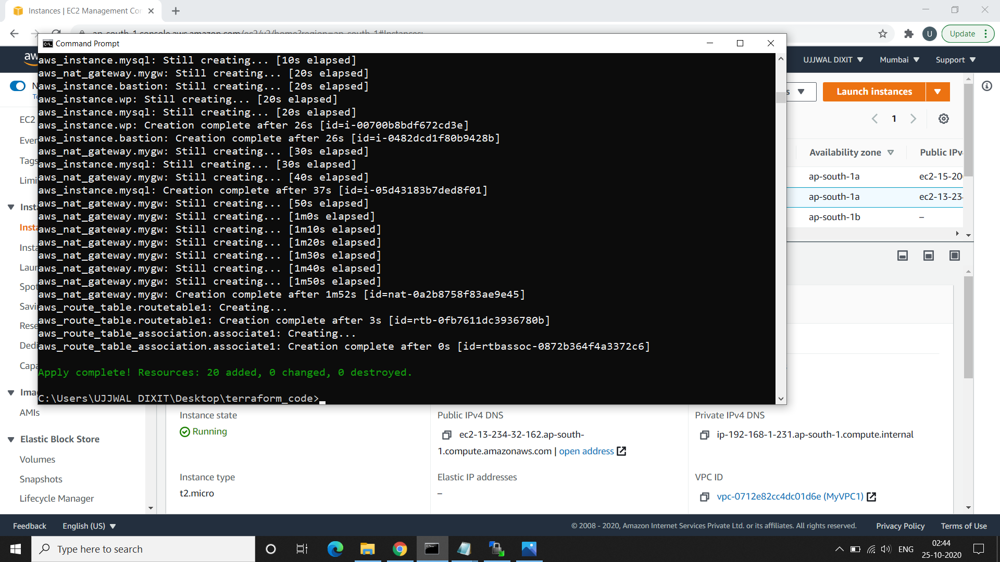 Instances | EC2 Management Con
Update
Command Prompt
aws_instance.mysql: Still creating... [10s elapsed]
aws_nat_gateway.mygw: Still creating... [20s elapsed]
aws_instance.bastion: Still creating... [20s elapsed]
aws_instance.wp: Still creating... [20s elapsed]
aws_instance.mysql: Still creating... [20s elapsed]
aws_instance.wp: Creation complete after 26s [id=i-00700b8bdf672cd3e]
aws_instance.bastion: Creation complete after 26s [id=i-0482dcd1f80b9428b]
aws_nat_gateway.mygw: Still creating... [30s elapsed]
aws_instance.mysql: Still creating... [30s elapsed]
aws_nat_gateway.mygw: Still creating... [40s elapsed]
aws_instance.mysql: Creation complete after 37s [id=i-05d43183b7ded8f01]
aws_nat_gateway.mygw: Still creating... [50s elapsed]
aws_nat_gateway.mygw: Still creating... [1m0s elapsed]
aws_nat_gateway.mygw: Still creating... [1m10s elapsed]
aws_nat_gateway.mygw: Still creating... [1m20s elapsed]
aws_nat_gateway.mygw: Still creating... [1m30s elapsed]
aws_nat_gateway.mygw: Still creating... [1m40s elapsed]
aws_nat_gateway.mygw: Still creating... [1m50s elapsed]
aws_nat_gateway.mygw: Creation complete after 1m52s [id=nat-0a2b8758f83ae9e45]
aws_route_table.routetable1: Creating...
aws_route_table.routetable1: Creation complete after 3s [id=rtb-0fb7611dc3936780b]
aws_route_table_association.associate1: Creating...
aws_route_table_association.associate1: Creation complete after 0s [id=rtbassoc-0872b364f4a3372c6]
Apply complete! Resources: 20 added, 0 changed, 0 destroyed.
C:\Users\UJJWAL DIXIT\Desktop\terraform_code>
aws
UJJWAL DIXIT
Mumbai
Support
N
Te
EC2
Ever
Tags
Limi
Insta
Insta
Insta
Laun
Spot
Savi
Rese
Dedi
Capa
Imag
AMIs
Elastic Block Store
Volumes
Snapshots
Lifecycle Manager
s
Launch instances
1
Availability zone
Public IPv
ap-south-1a
ec2-15-20
ap-south-1a
ec2-13-234
ap-south-1b
–
Instance state
Running
Public IPv4 DNS
ec2-13-234-32-162.ap-south-
1.compute.amazonaws.com | open address
Private IPv4 DNS
ip-192-168-1-231.ap-south-1.compute.internal
Instance type
t2.micro
Elastic IP addresses
–
VPC ID
vpc-0712e82cc4dc01d6e (MyVPC1)
Feedback
English (US)
© 2008 - 2020, Amazon Internet Services Private Ltd. or its affiliates. All rights reserved.
Privacy Policy
Terms of Use
Type here to search
ENG
02:44
25-10-2020
U